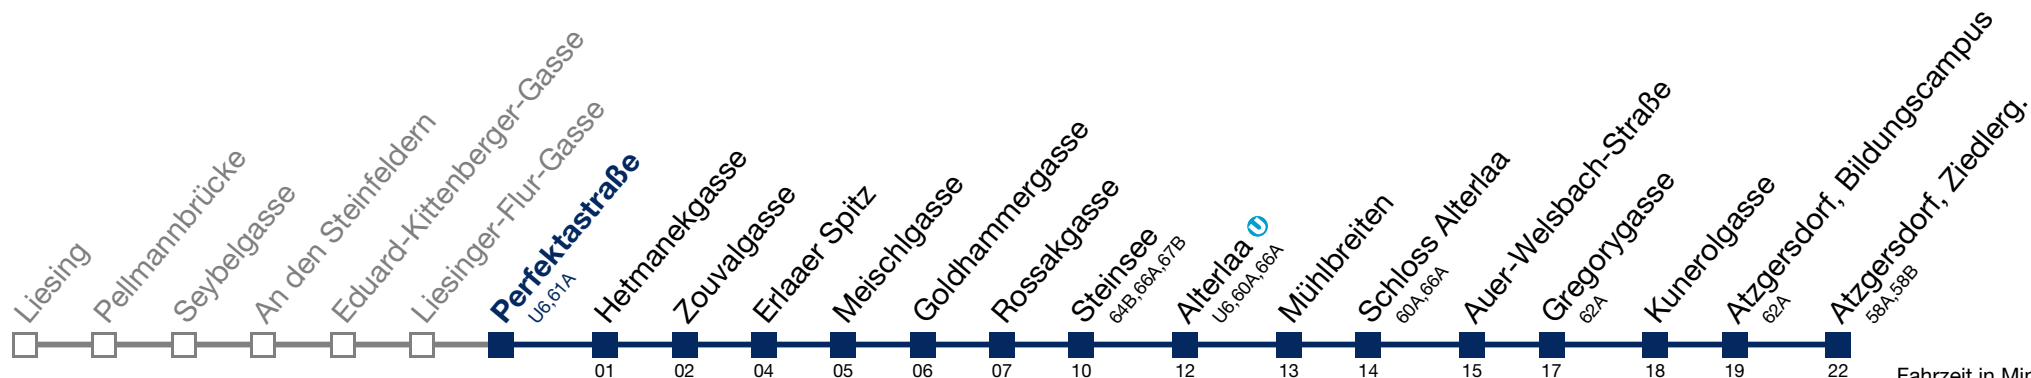 Liesing
Pellmannbrücke
Seybelgasse
An den Steinfeldern
Eduard-Kittenberger-Gasse
Liesinger-Flur-Gasse
Perfektastraße
U6,61A
Hetmanekgasse
Zouvalgasse
Erlaaer Spitz
Meischlgasse
Goldhammergasse
Rossakgasse
Steinsee
64B,66A,67B
Alterlaa U
U6,60A,66A
Mühlbreiten
Schloss Alterlaa
60A,66A
Auer-Welsbach-Straße
Gregorygasse
62A
Kunerolgasse
Atzgersdorf, Bildungscampus
62A
Atzgersdorf, Ziedlerg.
58A,58B
01 02 04 05 06 07 10 12 13 14 15 17 18 19 22
Fahrzeit in Min